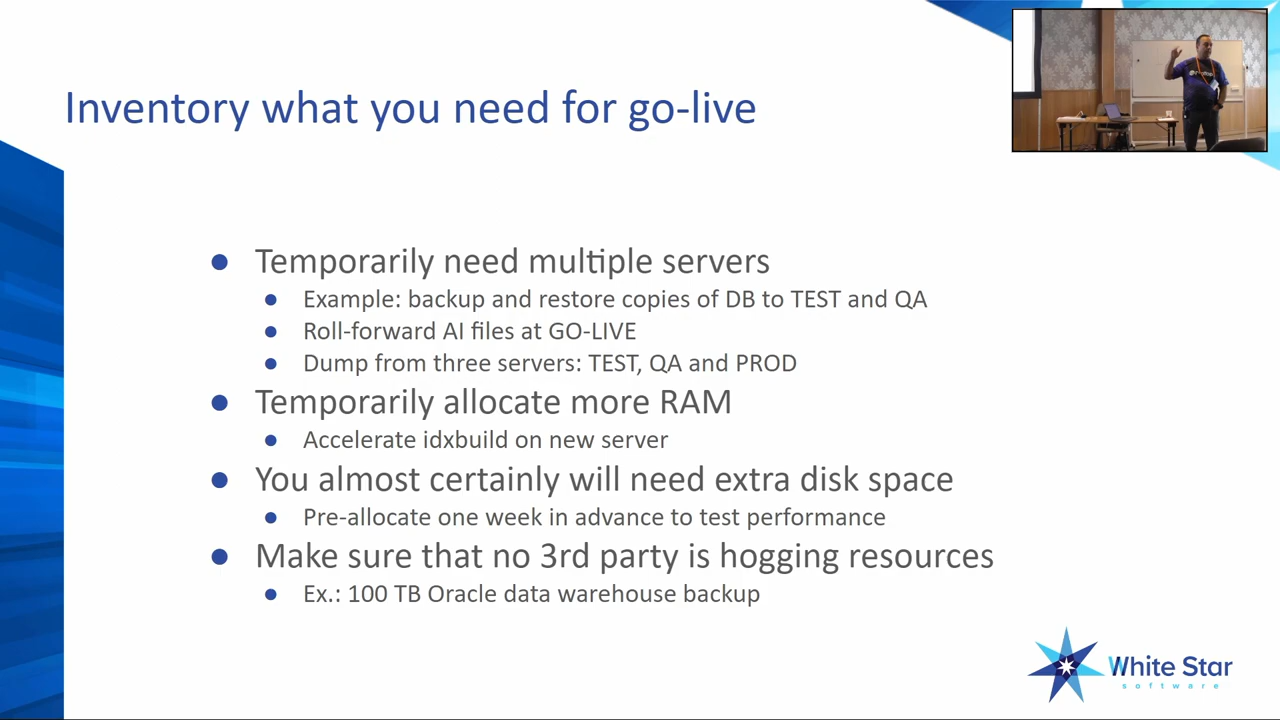 Inventory what you need for go-live
● Temporarily need multiple servers
● Example: backup and restore copies of DB to TEST and QA
● Roll-forward AI files at GO-LIVE
● Dump from three servers: TEST, QA and PROD
● Temporarily allocate more RAM
● Accelerate idxbuild on new server
● You almost certainly will need extra disk space
● Pre-allocate one week in advance to test performance
● Make sure that no 3rd party is hogging resources
● Ex.: 100 TB Oracle data warehouse backup
White Star
software